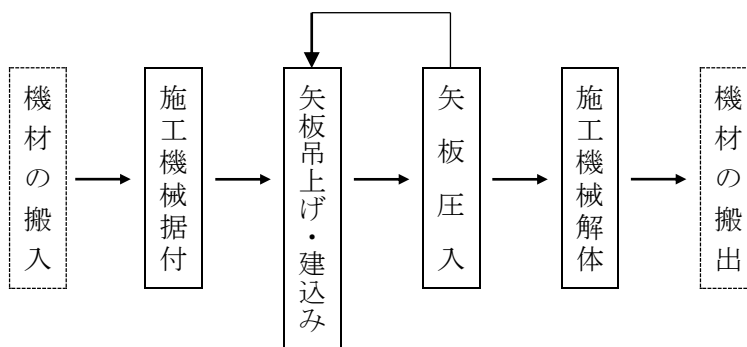 機材の搬入
施工機械据付
矢板吊上げ・建込み
矢板圧入
施工機械解体
機材の搬出